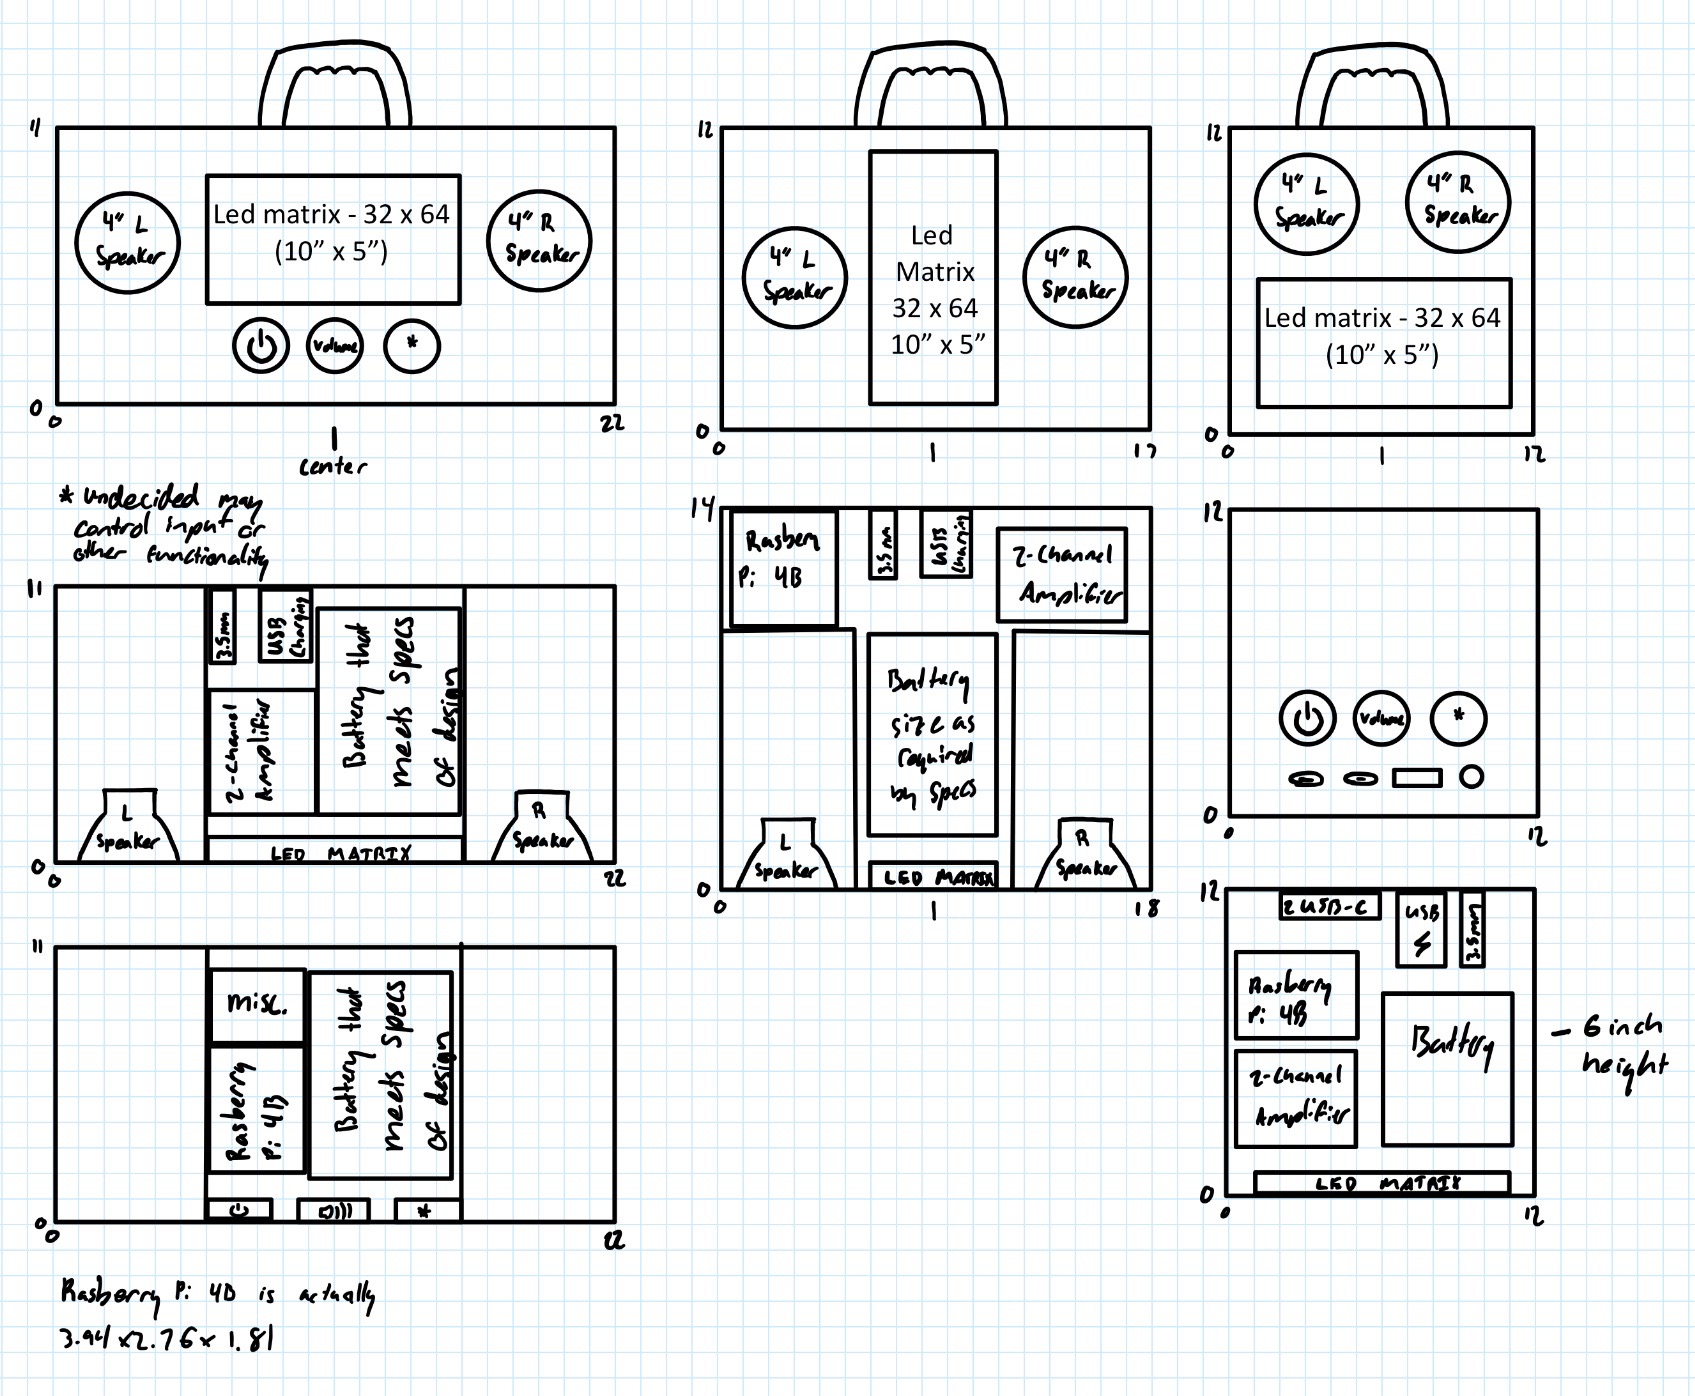 11
4" L
Speaker
Led matrix - 32 x 64
(10” x 5”)
4" R
Speaker
Volume
*
0
0
22
center
12
4" L
Speaker
Led
Matrix
32 x 64
10” x 5”
4" R
Speaker
0
0
12
4" L
Speaker
4" R
Speaker
Led matrix - 32 x 64
(10” x 5”)
0
0
12
* undecided may
control input or
other functionality
11
3.5mm
USB
Charging
2-channel
Amplifier
Battery that
meets specs
of design
L
Speaker
R
Speaker
LED MATRIX
0
0
22
14
Rasbery
Pi 4B
3.5mm
USB
Charging
2-Channel
Amplifier
Battery
size as
required
by specs
L
Speaker
R
Speaker
LED MATRIX
0
0
18
12
Volume
*
0
0
12
11
misc.
Rasberry
Pi 4B
Battery that
meets specs
of design
*
0
0
22
12
2 USB-C
USB
3.5mm
Rasberry
Pi 4B
2-Channel
Amplifier
Battery
LED MATRIX
0
0
12
- 6 inch
height
Rasberry Pi 4B is actually
3.94 x 2.76 x 1.81